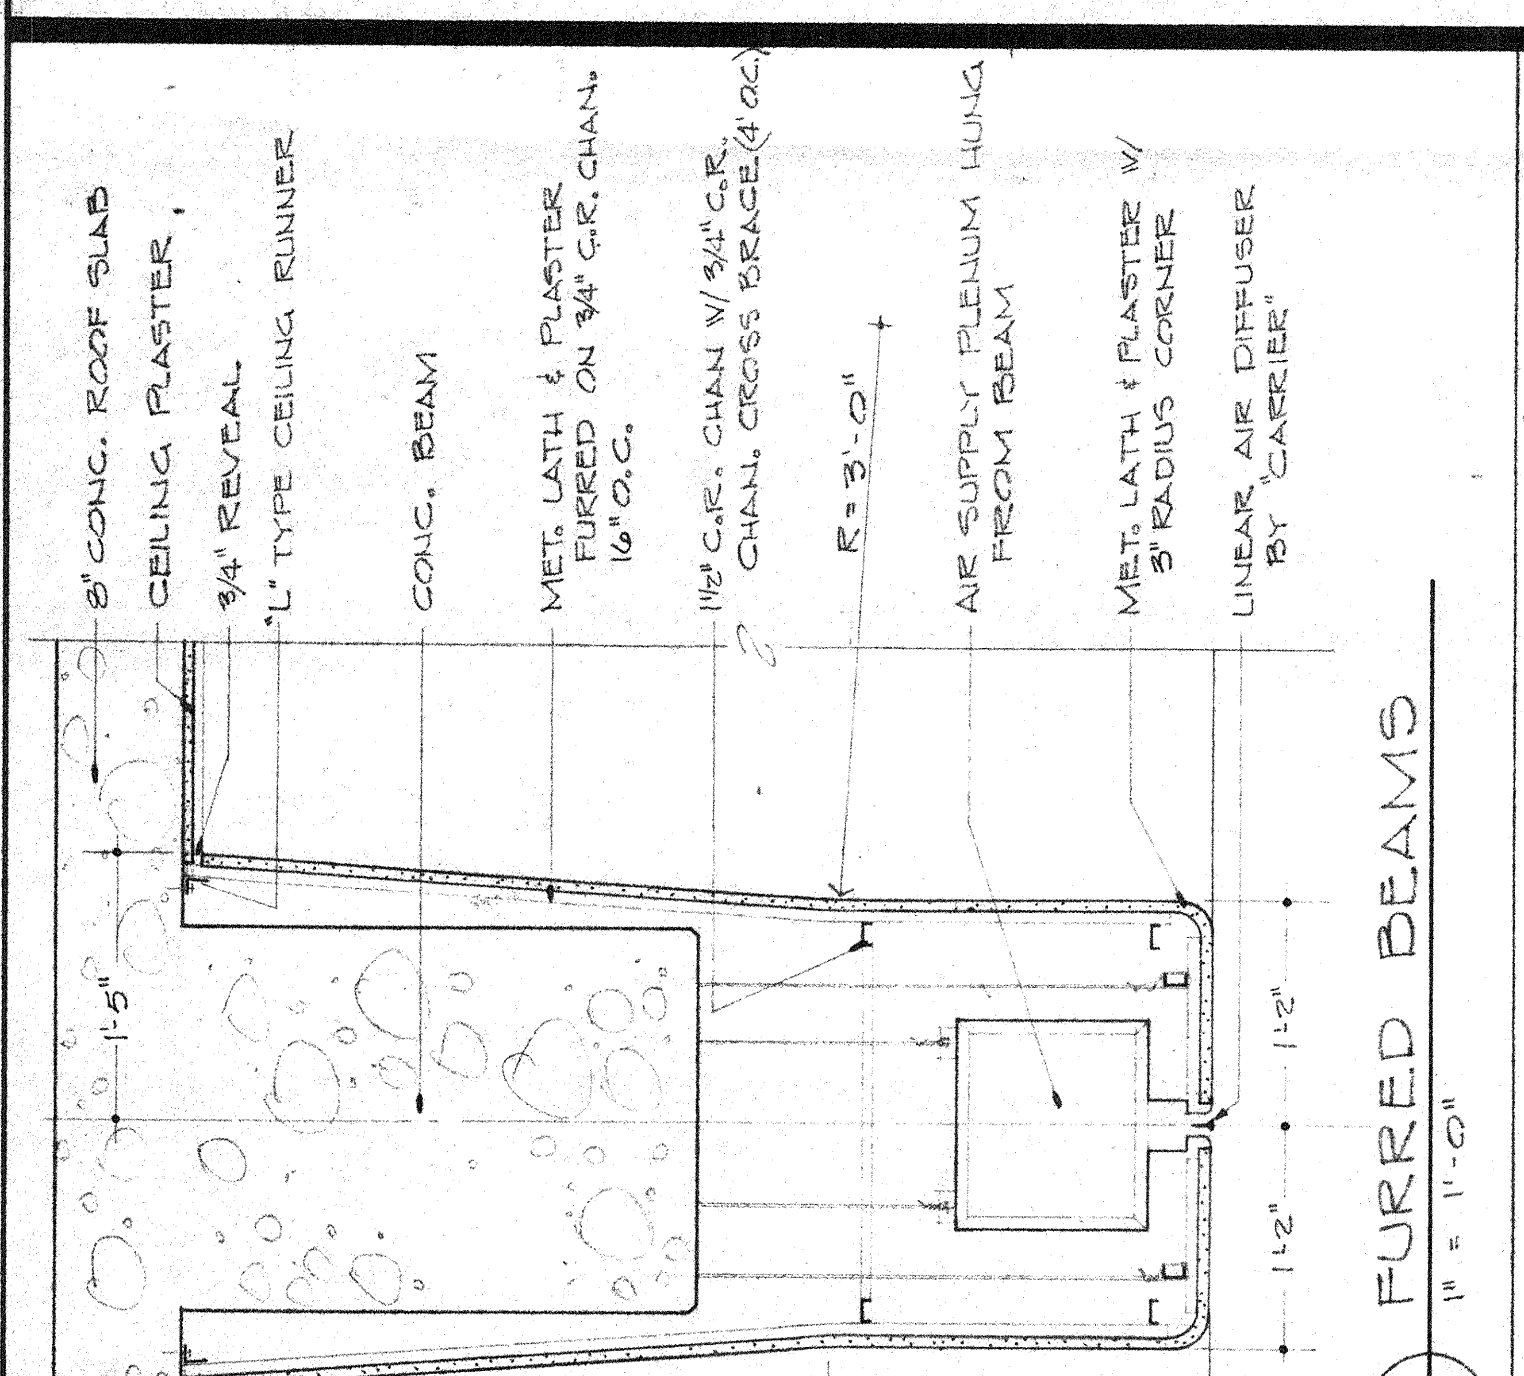 8" CONC. ROOF SLAB
CEILING PLASTER
3/4" REVEAL
"L" TYPE CEILING RUNNER
CONC. BEAM
MET. LATH & PLASTER
FURRED ON 3/4" C.R. CHAN.
16" O.C.
1½" C.R. CHAN W/ 3/4" C.R.
CHAN. CROSS BRACE (4' O.C.)
R = 3'-0"
AIR SUPPLY PLENUM HUNG
FROM BEAM
MET. LATH & PLASTER W/
3" RADIUS CORNER
LINEAR AIR DIFFUSER
BY "CARRIER"
1'-5"
1'-2"
1'-2"
FURRED BEAMS
1" = 1'-0"